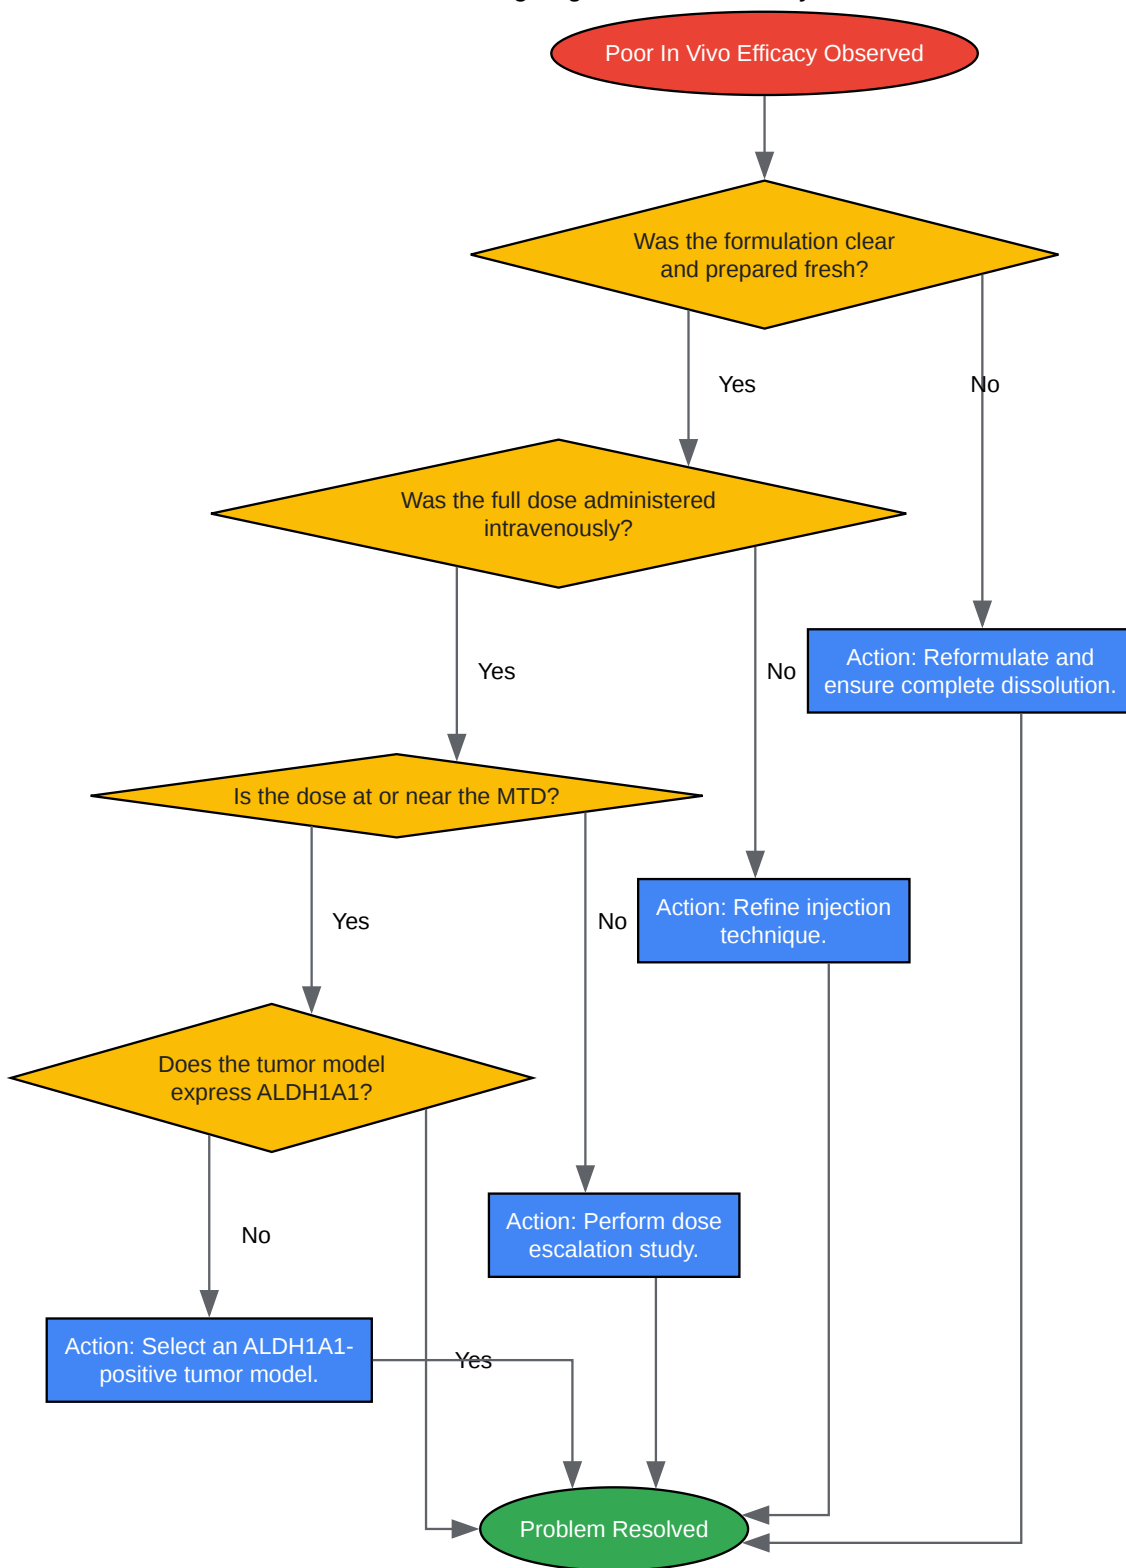 Poor In Vivo Efficacy Observed
Was the formulation clear
and prepared fresh?
Yes
No
Was the full dose administered
intravenously?
Yes
No
Action: Reformulate and
ensure complete dissolution.
Is the dose at or near the MTD?
Yes
No
Action: Refine injection
technique.
Does the tumor model
express ALDH1A1?
No
Action: Perform dose
escalation study.
Action: Select an ALDH1A1-
positive tumor model.
Yes
Problem Resolved